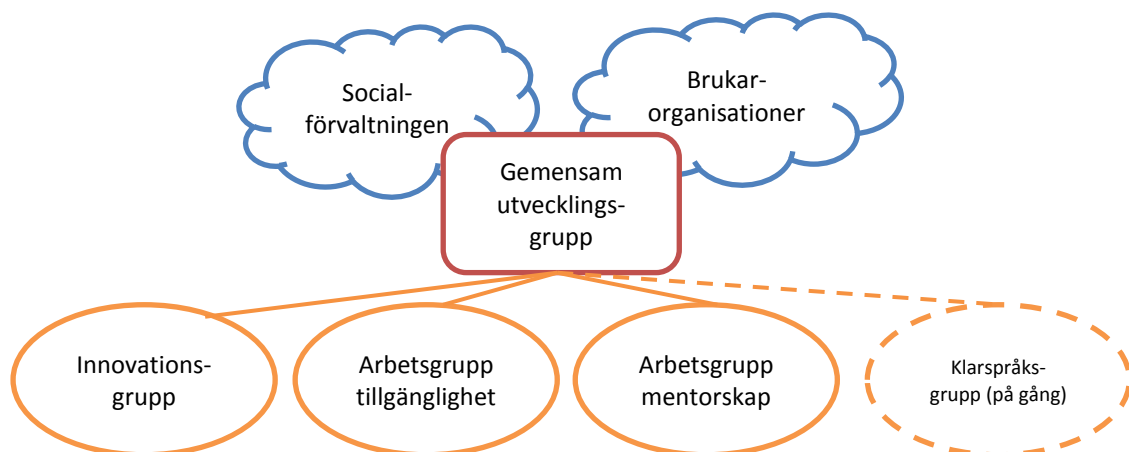 Social-
förvaltningen
Brukar-
organisationer
Gemensam
utvecklings-
grupp
Innovations-
grupp
Arbetsgrupp
tillgänglighet
Arbetsgrupp
mentorskap
Klarspråks-
grupp (på gång)